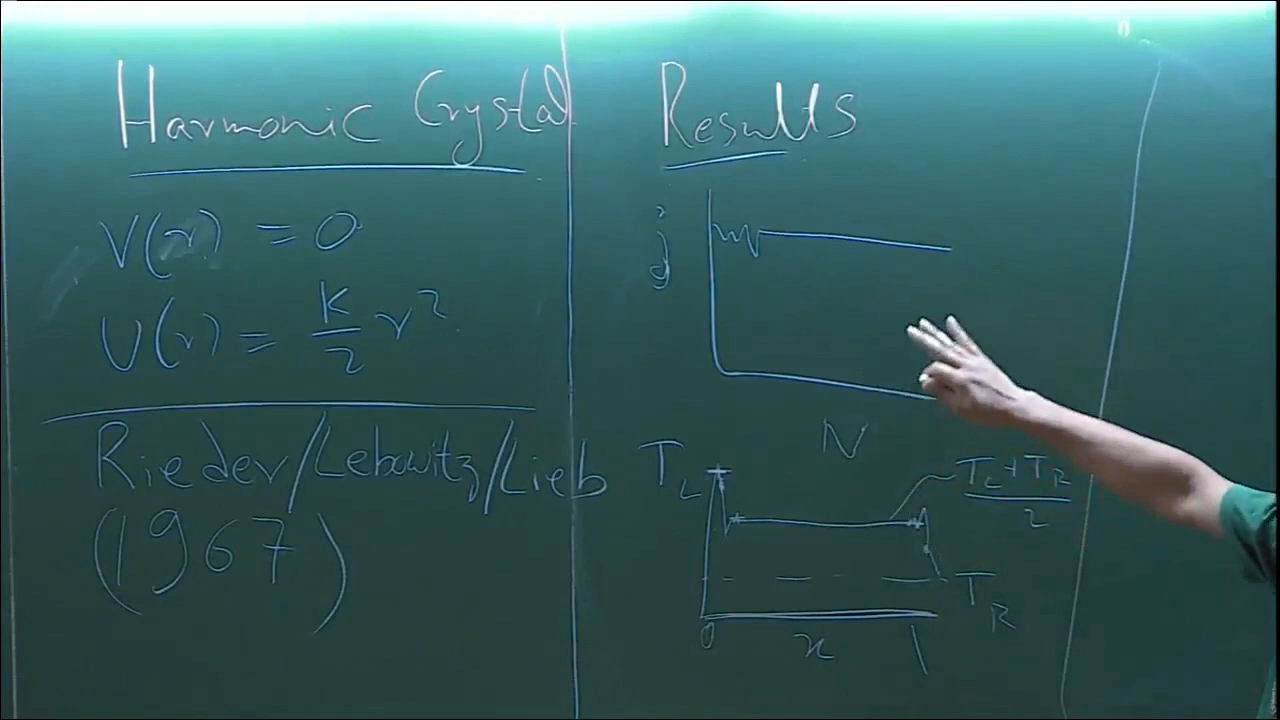 Harmonic Crystal
V(r) = 0
U(r) = K/2 r²
Rieder/Lebowitz/Lieb
(1967)
Results
j
N
T_L
T_L + T_R / 2
T_R
0 x 1